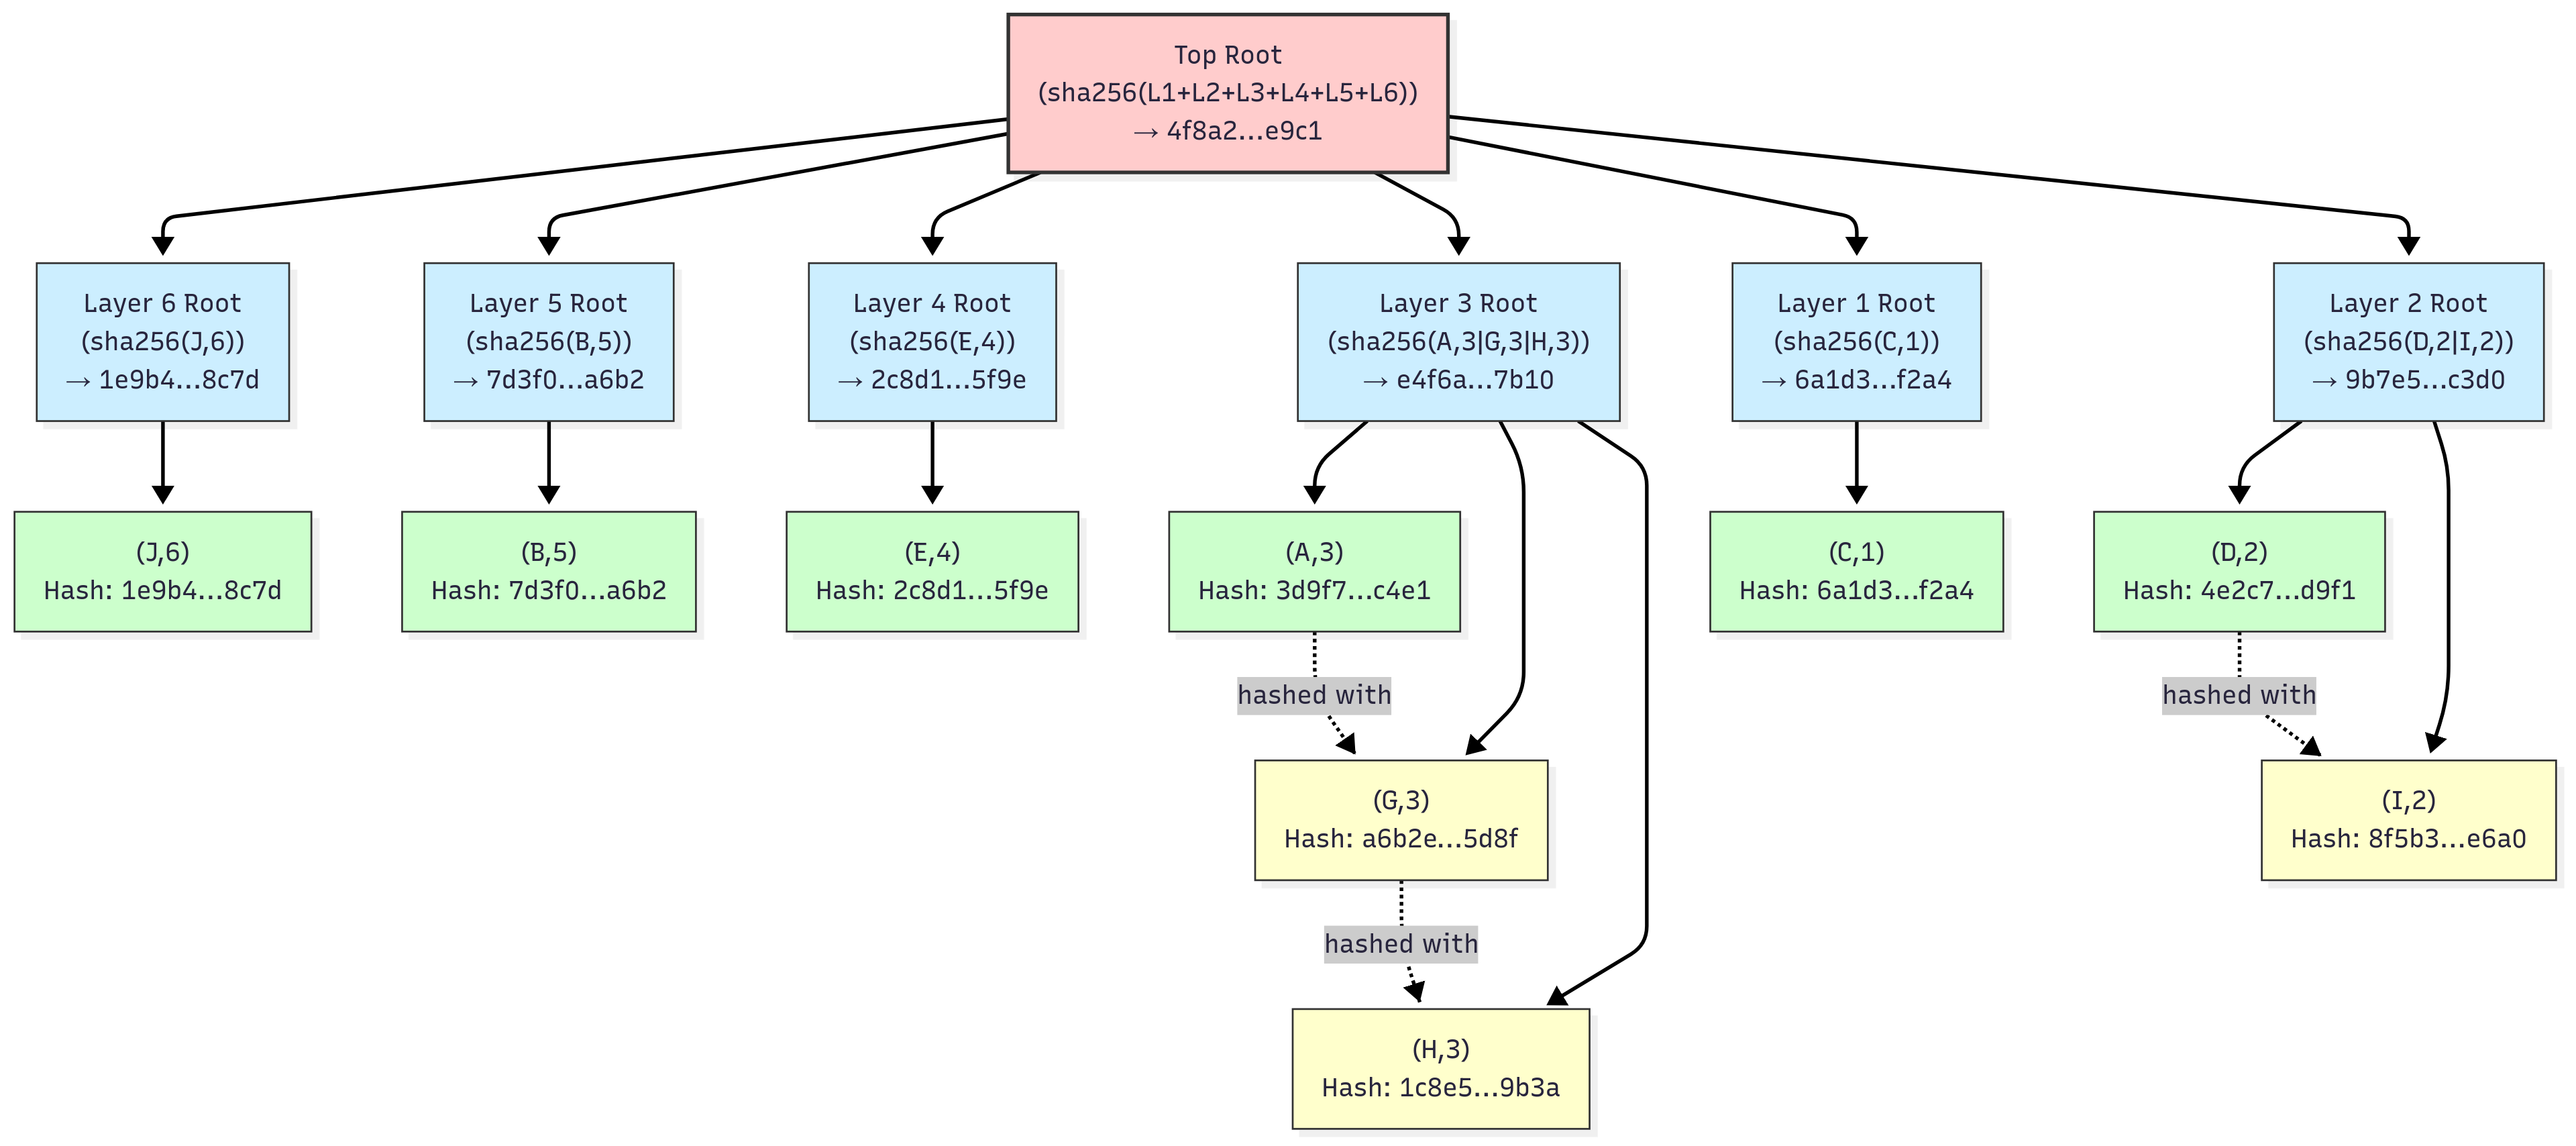 Top Root
(sha256(L1+L2+L3+L4+L5+L6))
→ 4f8a2...e9c1
Layer 6 Root
(sha256(J,6))
→ 1e9b4...8c7d
Layer 5 Root
(sha256(B,5))
→ 7d3f0...a6b2
Layer 4 Root
(sha256(E,4))
→ 2c8d1...5f9e
Layer 3 Root
(sha256(A,3|G,3|H,3))
→ e4f6a...7b10
Layer 1 Root
(sha256(C,1))
→ 6a1d3...f2a4
Layer 2 Root
(sha256(D,2|I,2))
→ 9b7e5...c3d0
(J,6)
Hash: 1e9b4...8c7d
(B,5)
Hash: 7d3f0...a6b2
(E,4)
Hash: 2c8d1...5f9e
(A,3)
Hash: 3d9f7...c4e1
(C,1)
Hash: 6a1d3...f2a4
(D,2)
Hash: 4e2c7...d9f1
hashed with
hashed with
(G,3)
Hash: a6b2e...5d8f
(I,2)
Hash: 8f5b3...e6a0
hashed with
(H,3)
Hash: 1c8e5...9b3a